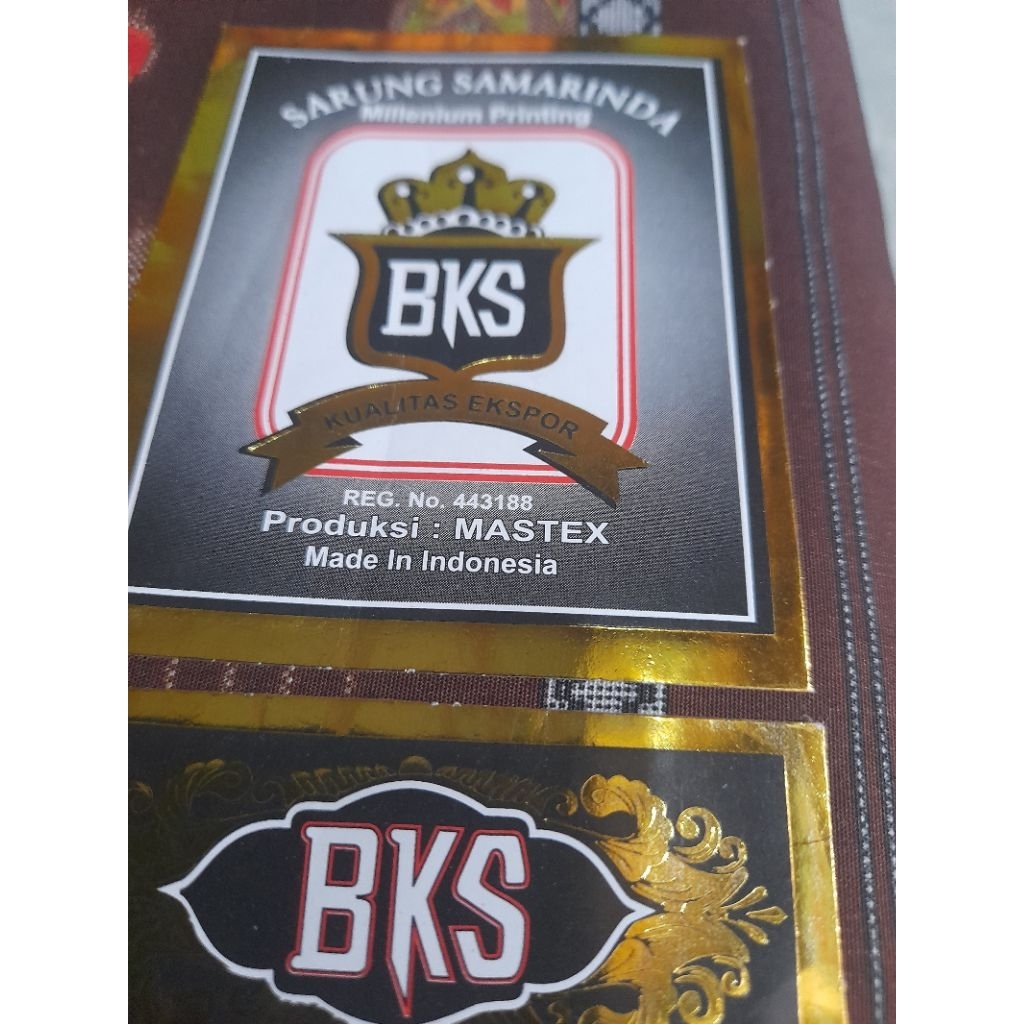 SARUNG SAMARINDA
Millenium Printing
BKS
KUALITAS EKSPOR
REG. No. 443188
Produksi : MASTEX
Made In Indonesia
BKS